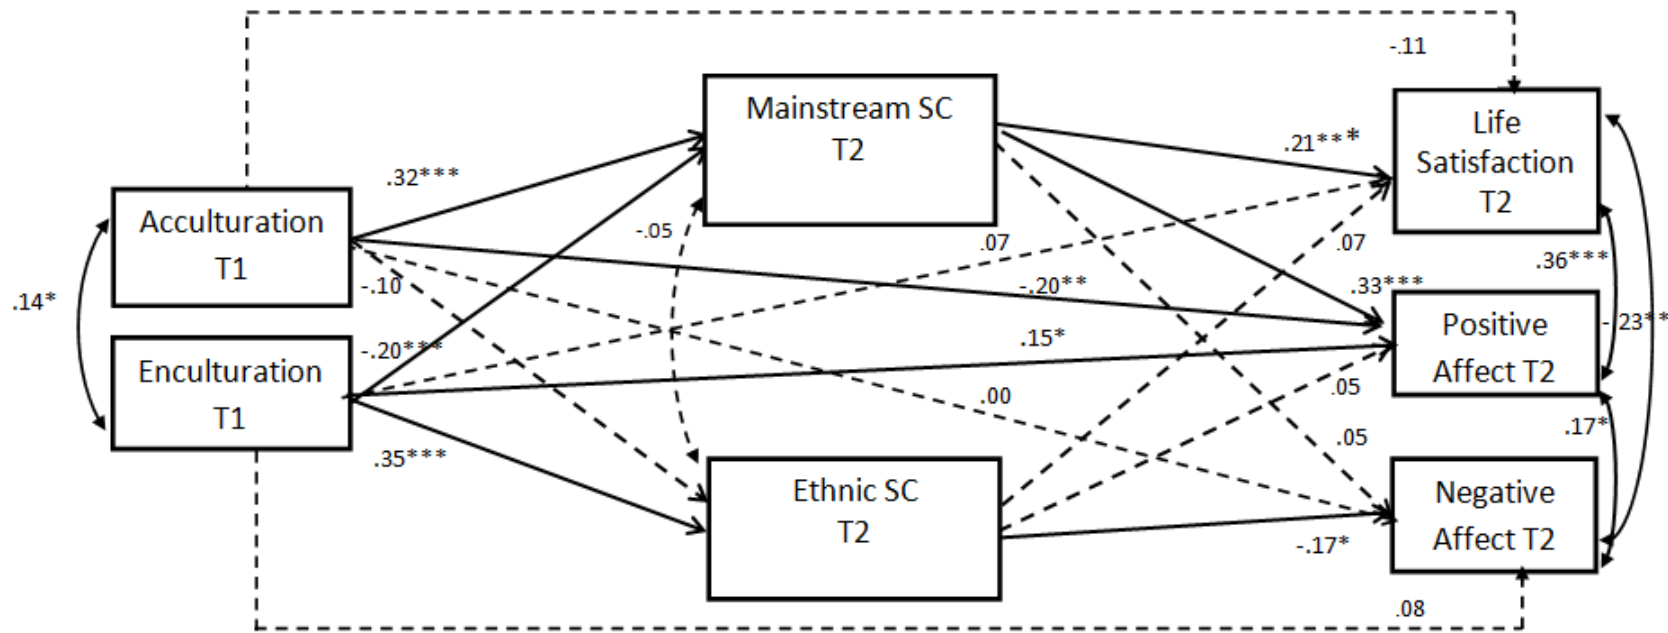 -.11
Mainstream SC
T2
Life
Satisfaction
T2
.21***
.32***
Acculturation
T1
-.05
.07
.07
.36***
-.10
-.20**
.33***
.14*
Positive
Affect T2
-.23**
.15*
-.20***
Enculturation
T1
.00
.05
.05
.17*
.35***
Ethnic SC
T2
Negative
Affect T2
-.17*
.08